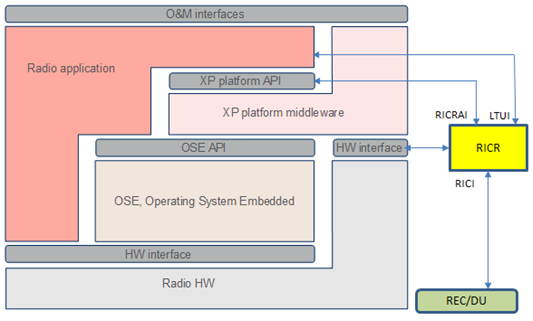 O&M interfaces
Radio application
XP platform API
XP platform middleware
RICRAI
LTUI
OSE API
HW interface
RICR
RICI
OSE, Operating System Embedded
HW interface
Radio HW
REC/DU